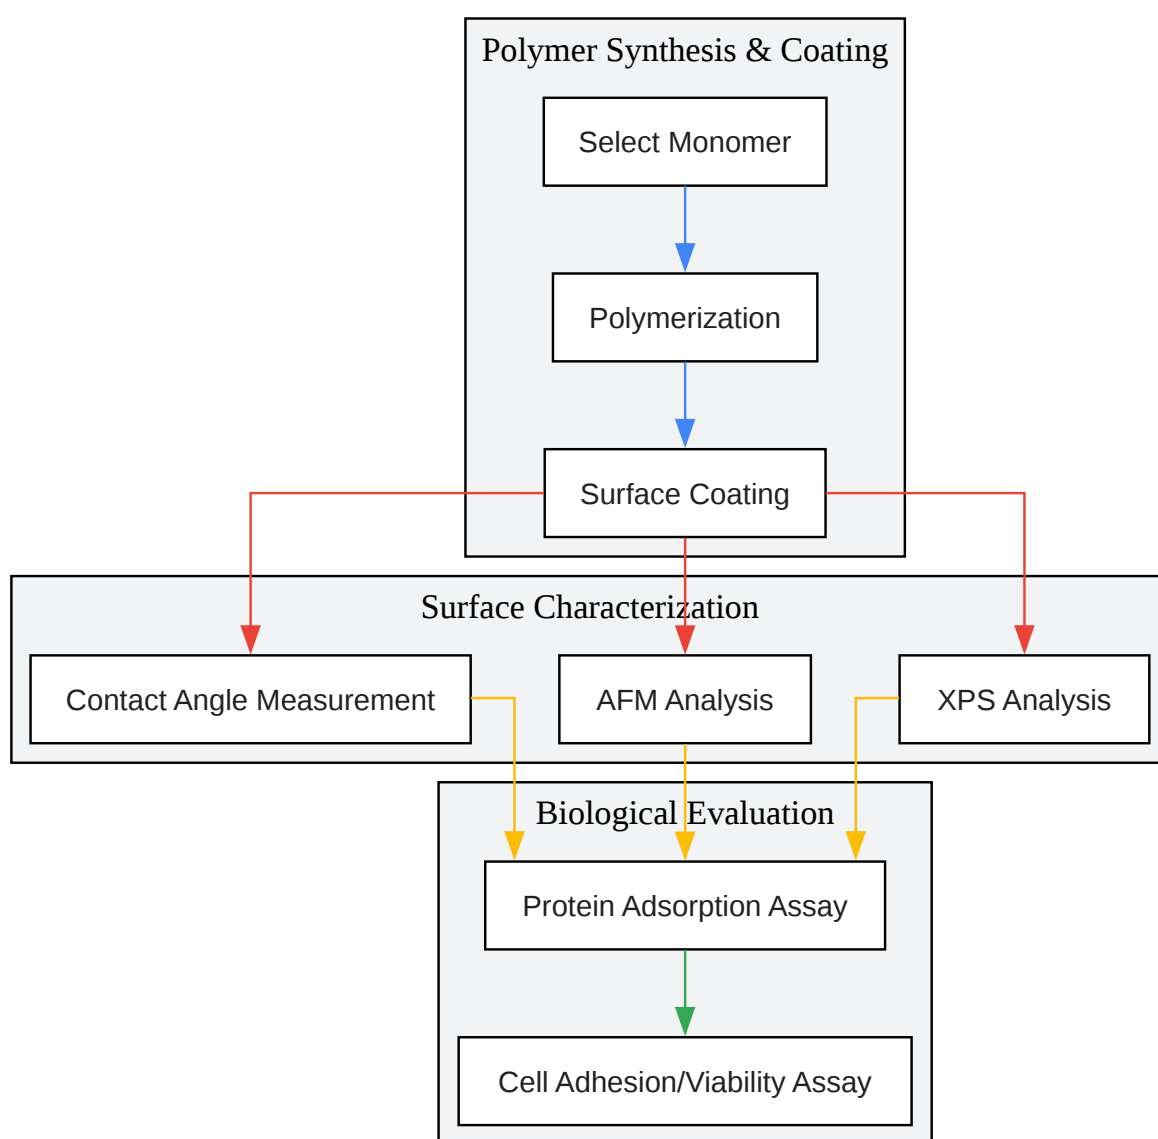 Polymer Synthesis & Coating
Select Monomer
Polymerization
Surface Coating
Surface Characterization
Contact Angle Measurement
AFM Analysis
XPS Analysis
Biological Evaluation
Protein Adsorption Assay
Cell Adhesion/Viability Assay